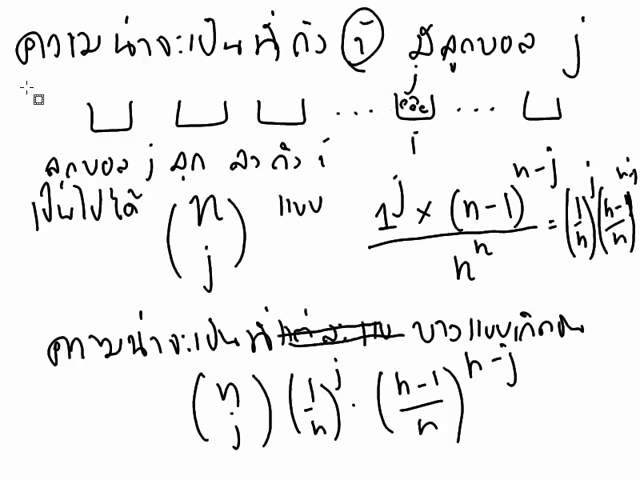 ความน่าจะเป็นที่ถัง i มีลูกบอล j
j
... ...
i
ลูกบอล j ลูก ลงถัง i
เป็นไปได้ (n j) แบบ
1^j × (n-1)^{n-j} / n^n = (1/n)^j ((n-1)/n)^{n-j}
ความน่าจะเป็นที่ บางแบบเกิดขึ้น
(n j) (1/n)^j · ((n-1)/n)^{n-j}